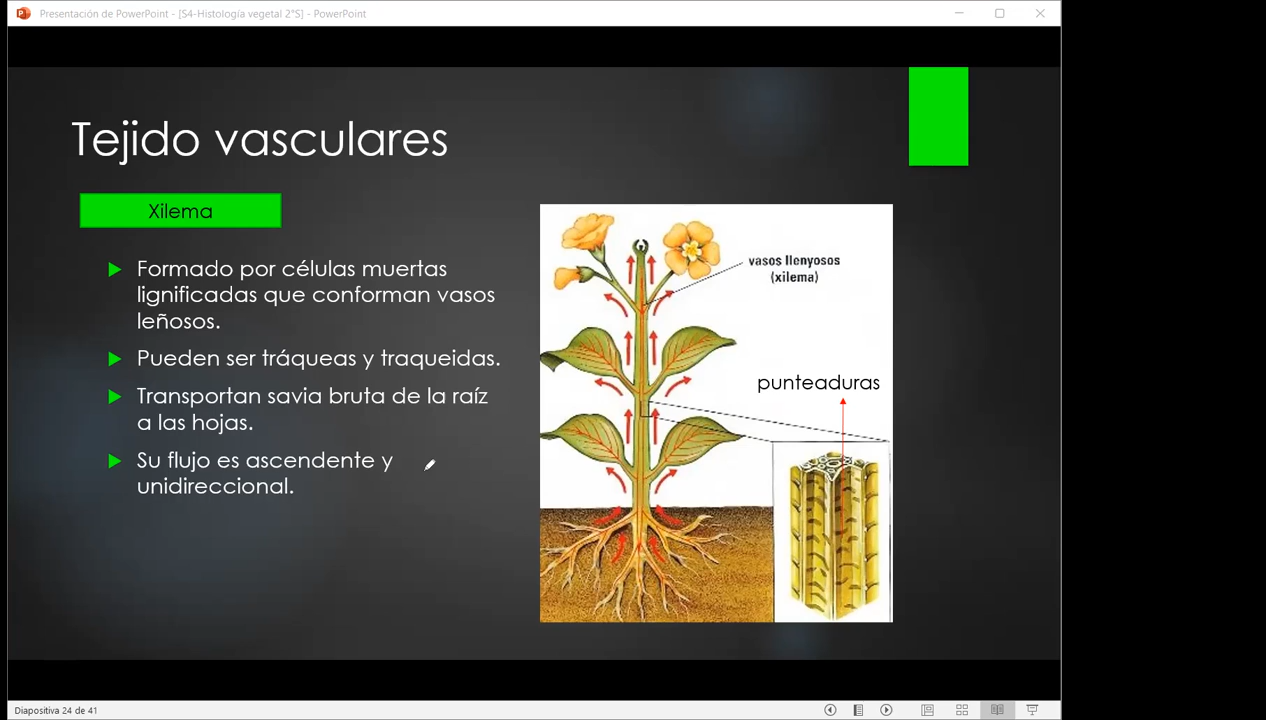 Presentación de PowerPoint - [S4-Histología vegetal 2°S] - PowerPoint
Tejido vasculares
Xilema
Formado por células muertas
lignificadas que conforman vasos
leñosos.
Pueden ser tráqueas y traqueidas.
Transportan savia bruta de la raíz
a las hojas.
Su flujo es ascendente y
unidireccional.
vasos llenyosos
(xilema)
punteaduras
Diapositiva 24 de 41